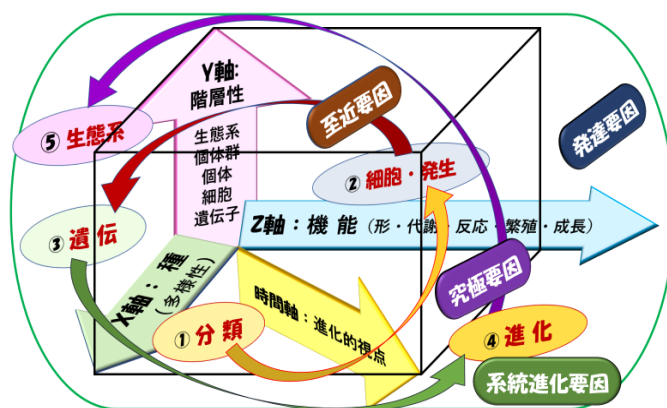 Y軸:
階層性
至近要因
発達要因
⑤ 生態系
生態系
個体群
個体
細胞
遺伝子
② 細胞・発生
③ 遺伝
Z軸：機能（形・代謝・反応・繁殖・成長）
X軸：種
（多様性）
時間軸：進化的視点
究極要因
① 分類
④ 進化
系統進化要因